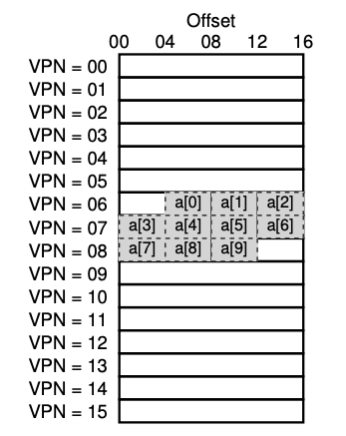 Offset
00 04 08 12 16
VPN = 00
VPN = 01
VPN = 02
VPN = 03
VPN = 04
VPN = 05
VPN = 06 a[0] a[1] a[2]
VPN = 07 a[3] a[4] a[5] a[6]
VPN = 08 a[7] a[8] a[9]
VPN = 09
VPN = 10
VPN = 11
VPN = 12
VPN = 13
VPN = 14
VPN = 15